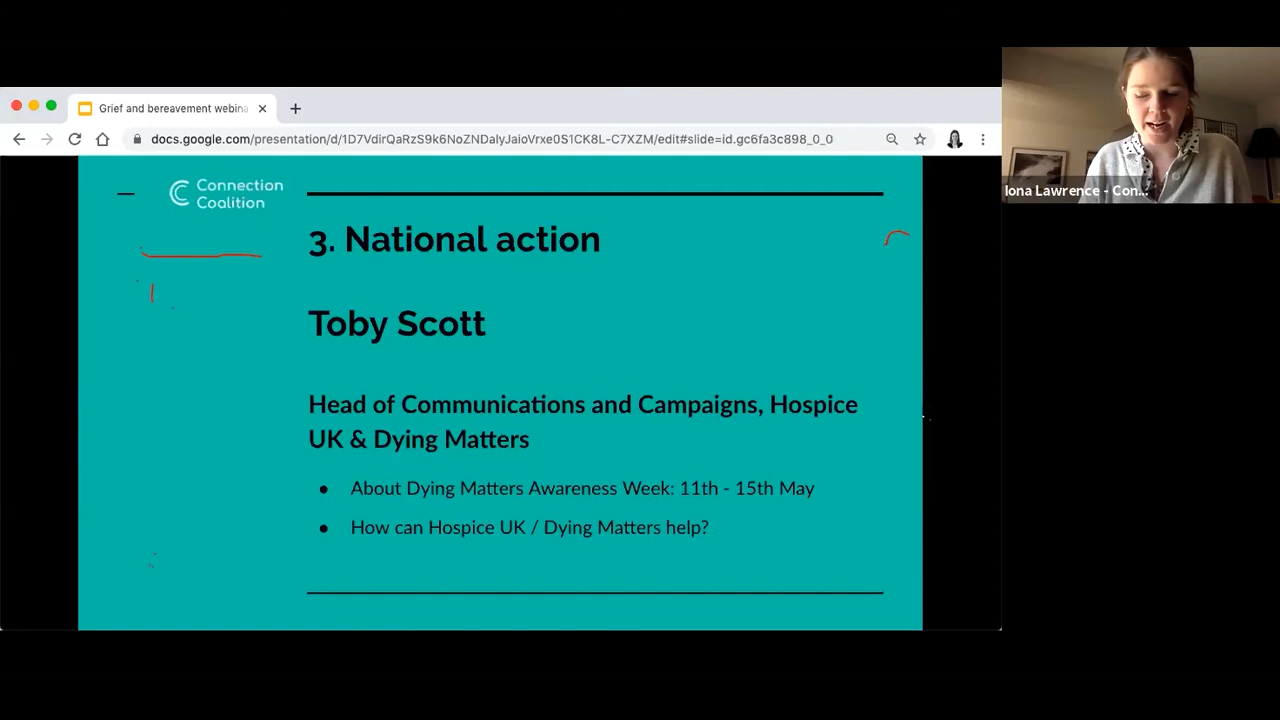 Grief and bereavement webina
docs.google.com/presentation/d/1D7VdirQaRzS9k6NoZNDalyJaioVrxe0S1CK8L-C7XZM/edit#slide=id.gc6fa3c898_0_0
Iona Lawrence - Con...
Connection
Coalition
3. National action
Toby Scott
Head of Communications and Campaigns, Hospice
UK & Dying Matters
● About Dying Matters Awareness Week: 11th - 15th May
● How can Hospice UK / Dying Matters help?